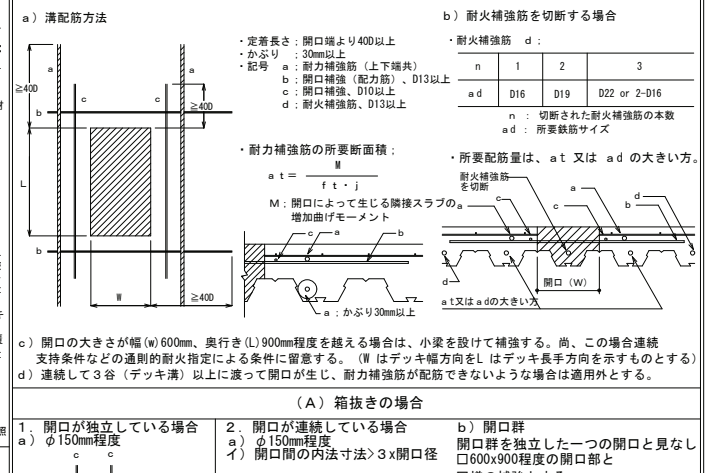 a）溝配筋方法
a
a
≧40D
c
c
≧40D
b
L
b
W
≧40D
・定着長さ；開口端より40D以上
・かぶり　；30mm以上
・記号　a；耐力補強筋（上下端共）
b；開口補強（配力筋）、D13以上
c；開口補強、D10以上
d；耐火補強筋、D13以上
・耐力補強筋の所要断面積；
at＝ M
ft・j
M；開口によって生じる隣接スラブの
増加曲げモーメント
c
a
b
a；かぶり30mm以上
b）耐火補強筋を切断する場合
・耐火補強筋　d；
n 1 2 3
ad D16 D19 D22 or 2-D16
n　：　切断された耐火補強筋の本数
ad：　所要鉄筋サイズ
・所要配筋量は、at 又は ad の大きい方。
耐火補強筋
を切断
a
c
c
a
b
d
d
開口（W）
at又はadの大きい方
c）開口の大きさが幅(w)600mm、奥行き(L)900mm程度を越える場合は、小梁を設けて補強する。尚、この場合連続
支持条件などの通則的耐火指定による条件に留意する。（W はデッキ幅方向をL はデッキ長手方向を示すものとする）
d）連続して３谷（デッキ溝）以上に渡って開口が生じ、耐力補強筋が配筋できないような場合は適用外とする。
（A）箱抜きの場合
1．開口が独立している場合
a）φ150mm程度
c
c
2．開口が連続している場合
a）φ150mm程度
イ）開口間の内法寸法>３x開口径
b）開口群
開口群を独立した一つの開口と見なし
□600x900程度の開口部と
照